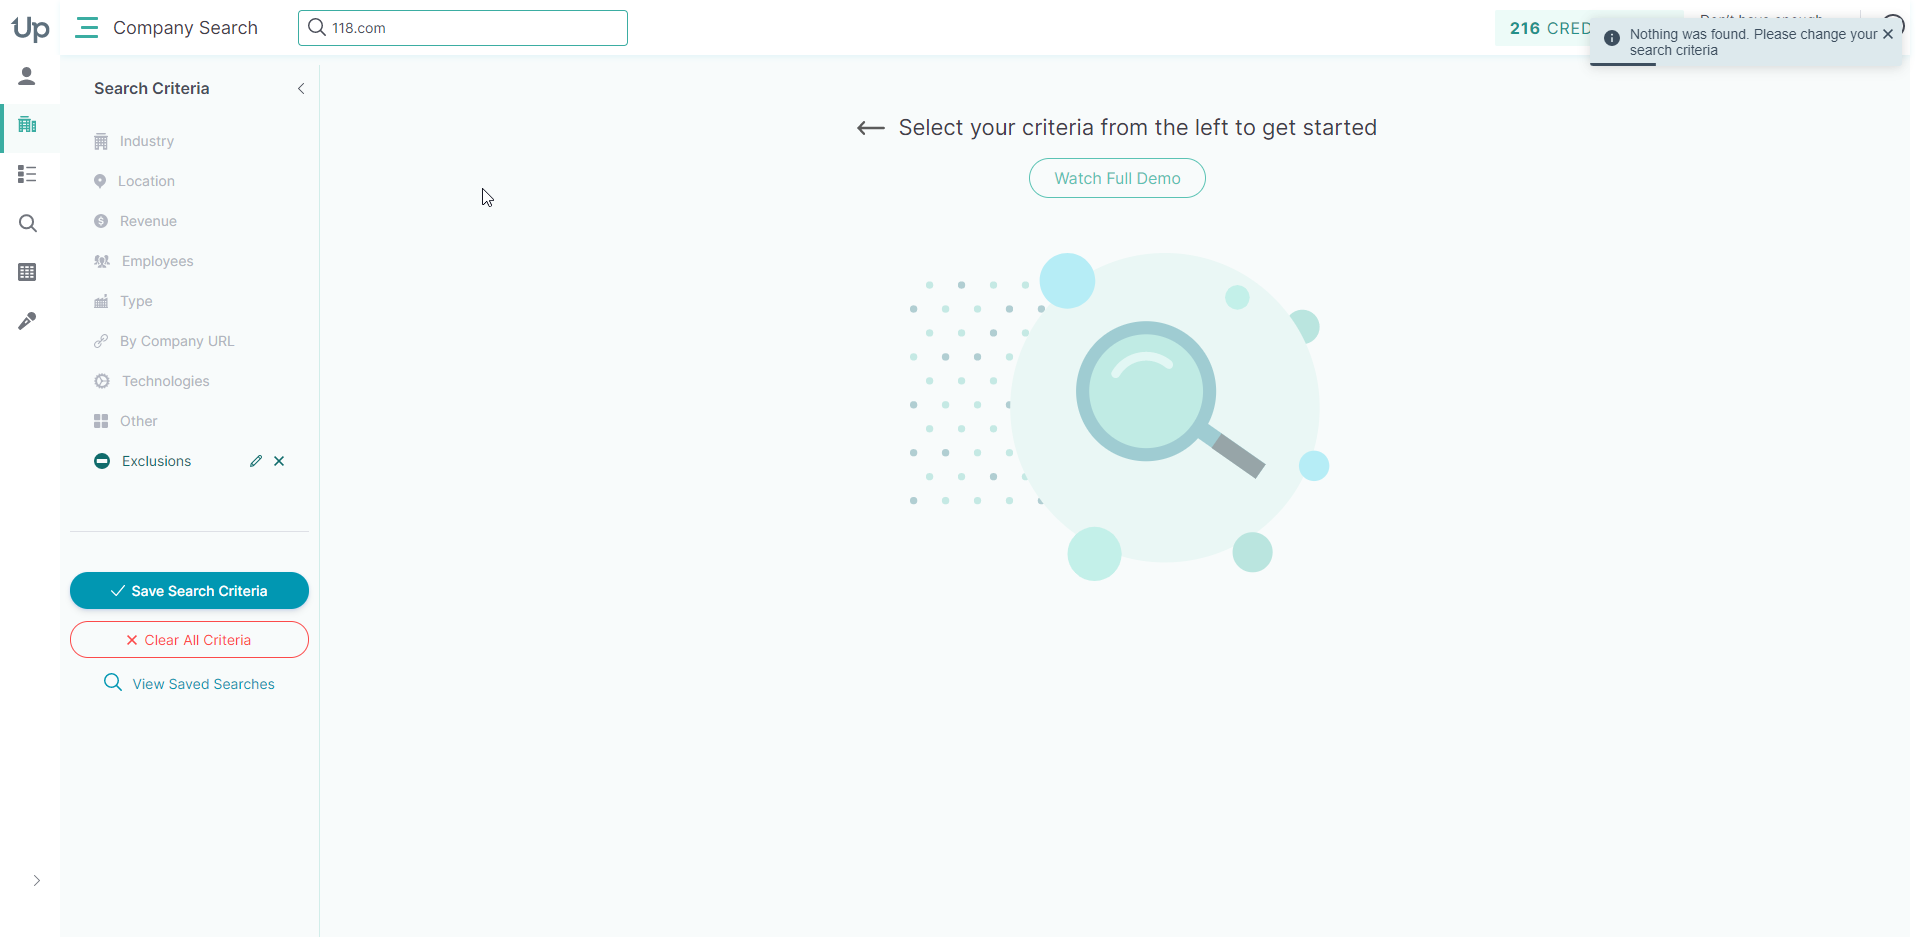 Up
Company Search
118.com
216 CRED
Nothing was found. Please change your
search criteria
Search Criteria
Industry
Location
Revenue
Employees
Type
By Company URL
Technologies
Other
Exclusions
Save Search Criteria
Clear All Criteria
View Saved Searches
Select your criteria from the left to get started
Watch Full Demo